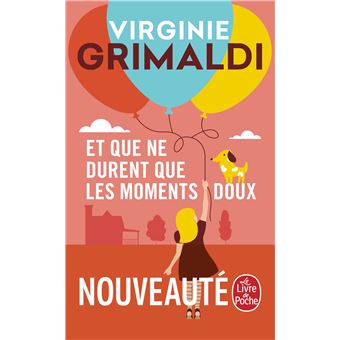 VIRGINIE
GRIMALDI
ET QUE NE
DURENT QUE
LES MOMENTS DOUX
NOUVEAUTÉ
Le
Livre
de
Poche